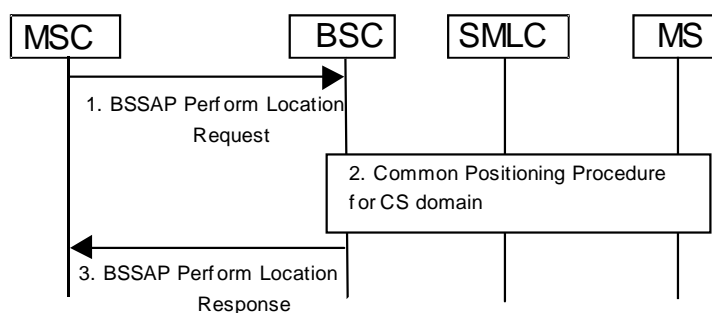 MSC
BSC
SMLC
MS
1. BSSAP Perform Location
Request
2. Common Positioning Procedure
for CS domain
3. BSSAP Perform Location
Response